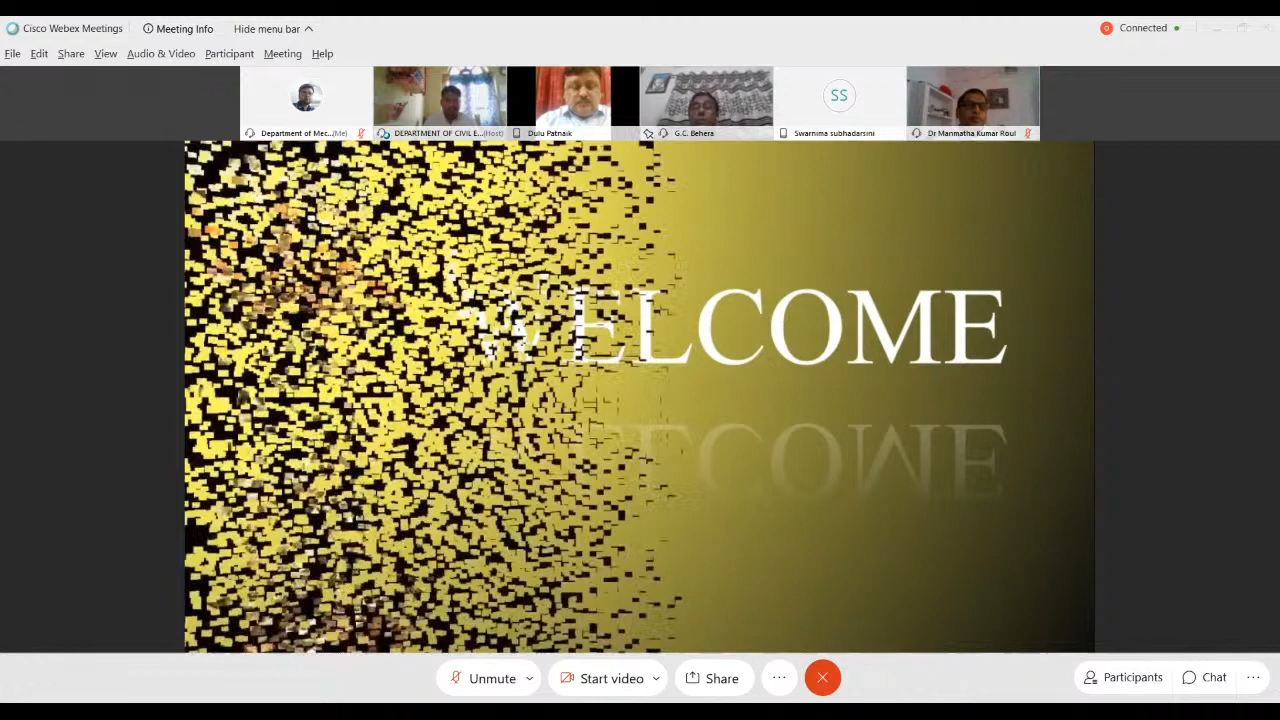 Cisco Webex Meetings Meeting Info Hide menu bar Connected
File Edit Share View Audio & Video Participant Meeting Help
SS
Department of Mec...(Me) DEPARTMENT OF CIVIL E...(Host) Dulu Patnaik G.C. Behera Swarnima subhadarsini Dr Manmatha Kumar Roul
WELCOME
Unmute Start video Share ... Participants Chat ...